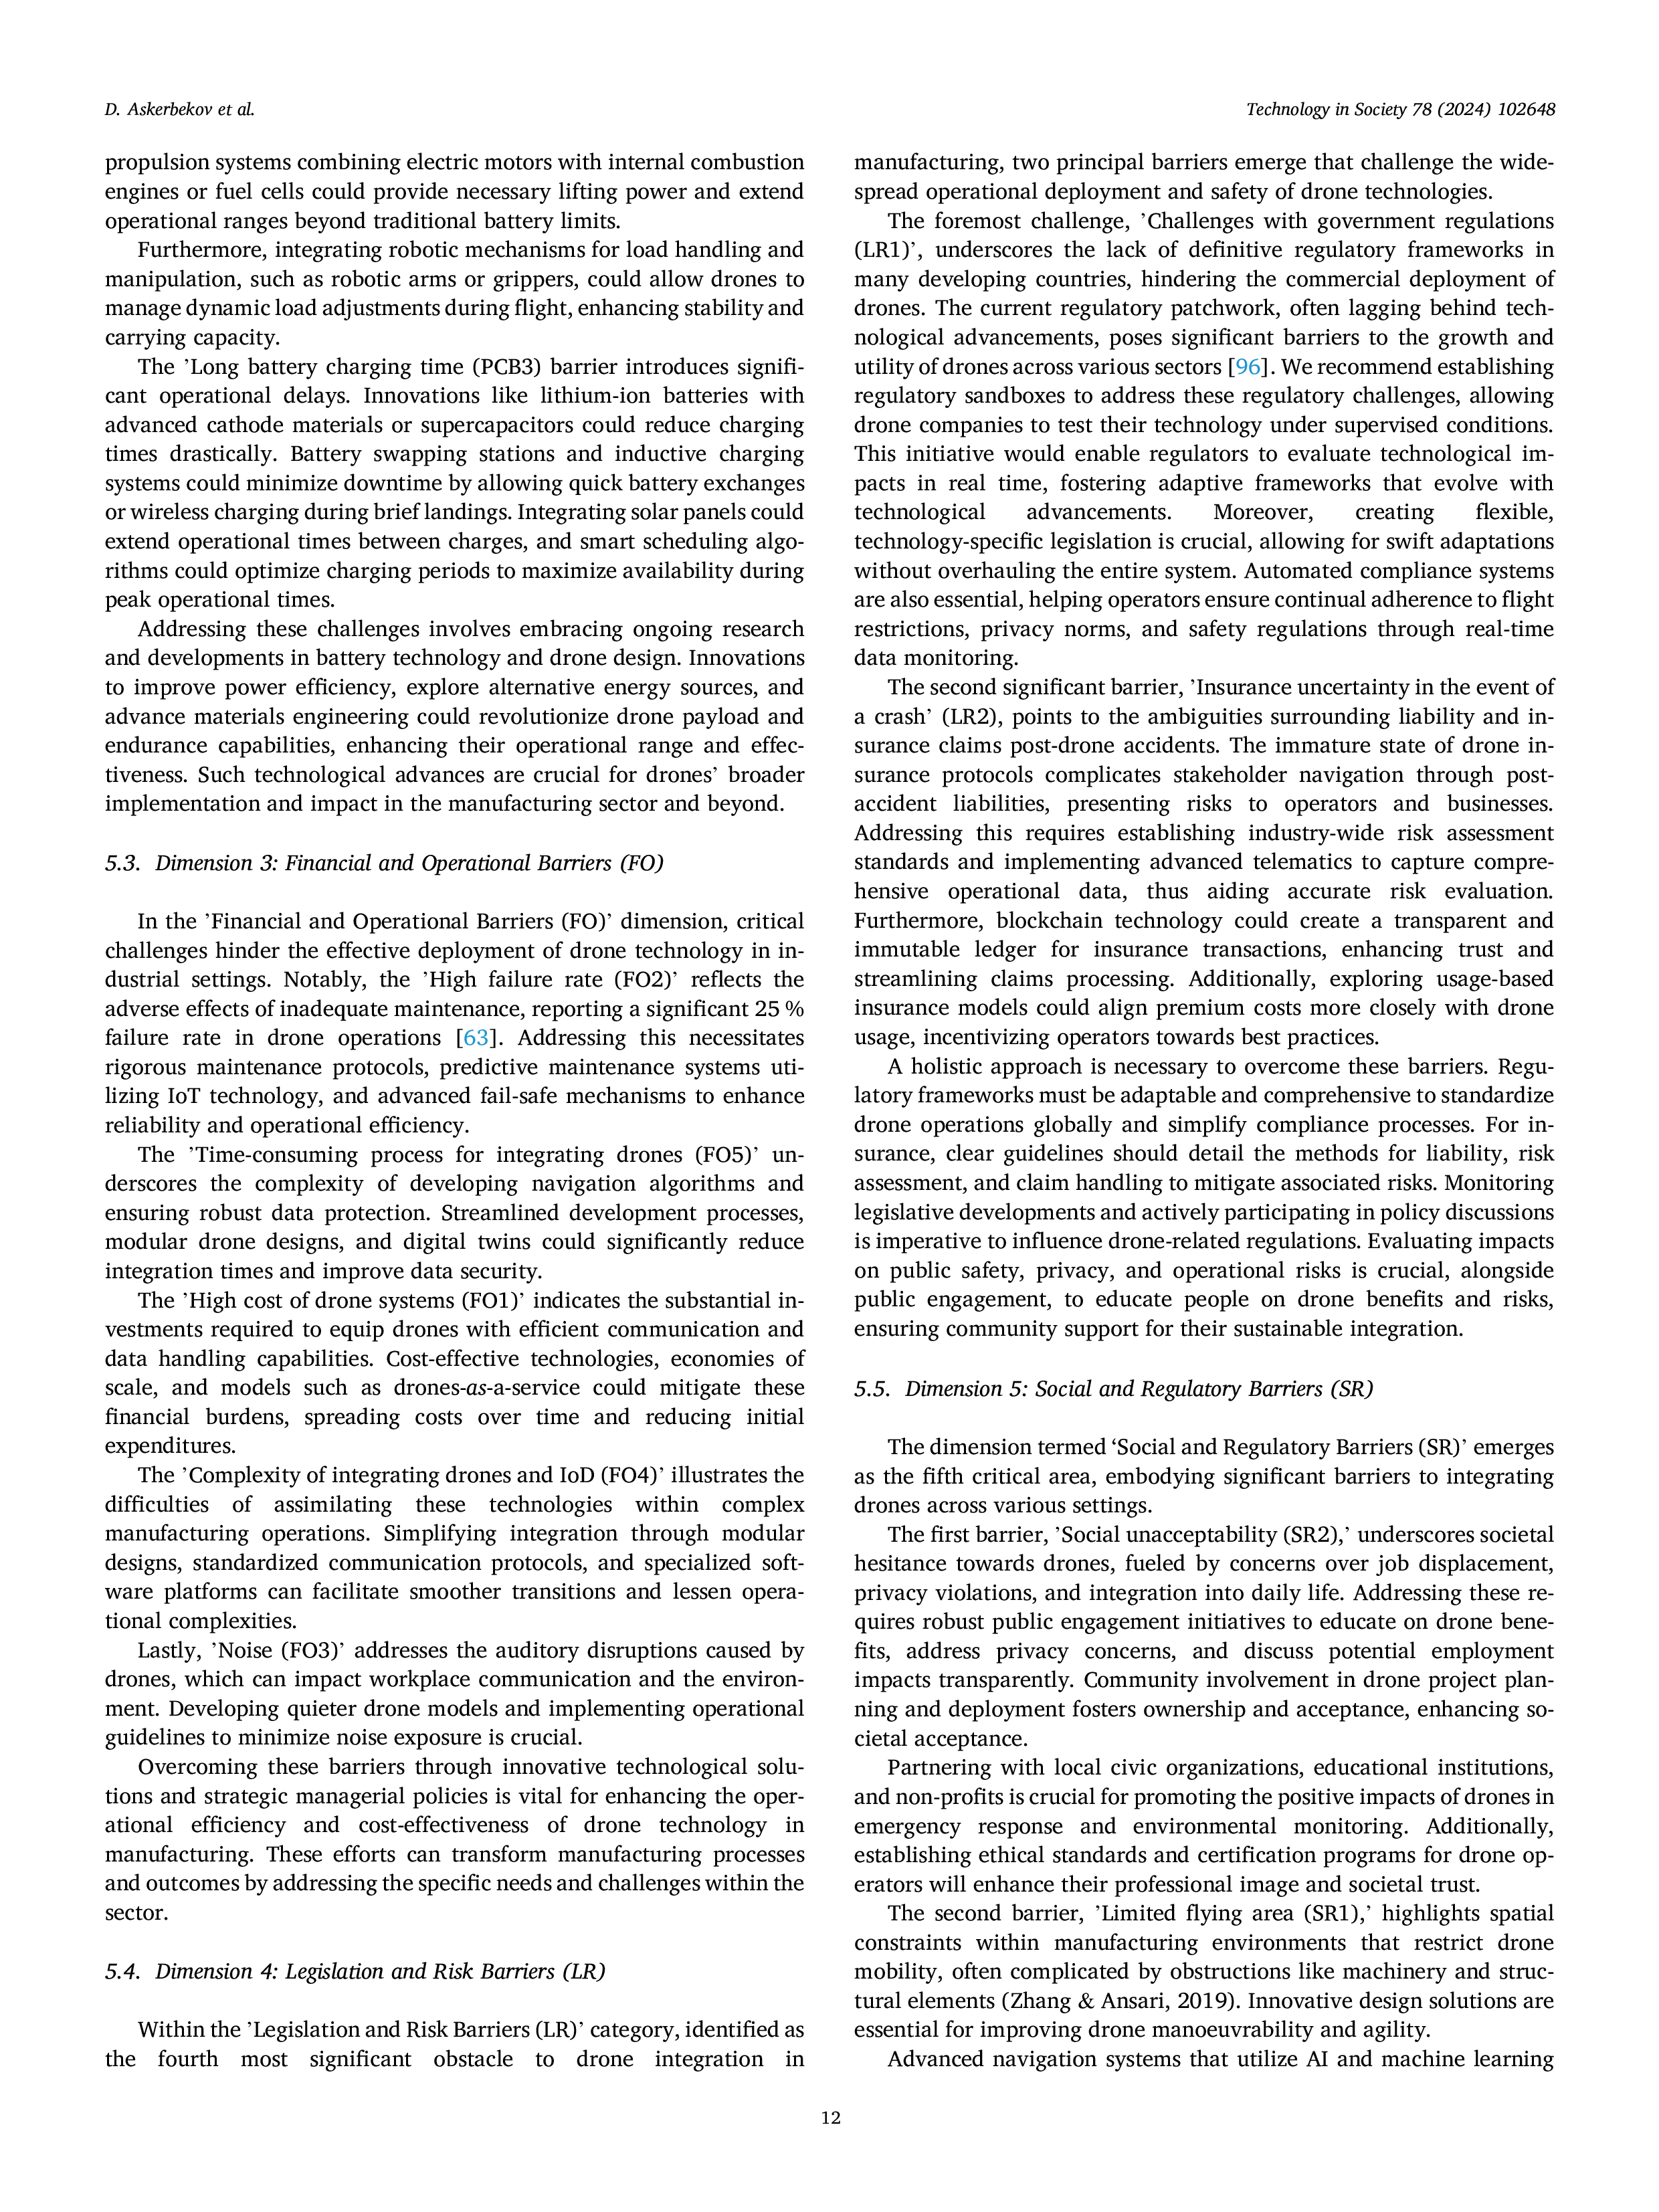 D. Askerbekov et al.
Technology in Society 78 (2024) 102648
propulsion systems combining electric motors with internal combustion
engines or fuel cells could provide necessary lifting power and extend
operational ranges beyond traditional battery limits.
Furthermore, integrating robotic mechanisms for load handling and
manipulation, such as robotic arms or grippers, could allow drones to
manage dynamic load adjustments during flight, enhancing stability and
carrying capacity.
The ’Long battery charging time (PCB3) barrier introduces signifi-
cant operational delays. Innovations like lithium-ion batteries with
advanced cathode materials or supercapacitors could reduce charging
times drastically. Battery swapping stations and inductive charging
systems could minimize downtime by allowing quick battery exchanges
or wireless charging during brief landings. Integrating solar panels could
extend operational times between charges, and smart scheduling algo-
rithms could optimize charging periods to maximize availability during
peak operational times.
Addressing these challenges involves embracing ongoing research
and developments in battery technology and drone design. Innovations
to improve power efficiency, explore alternative energy sources, and
advance materials engineering could revolutionize drone payload and
endurance capabilities, enhancing their operational range and effec-
tiveness. Such technological advances are crucial for drones’ broader
implementation and impact in the manufacturing sector and beyond.
5.3. Dimension 3: Financial and Operational Barriers (FO)
In the ’Financial and Operational Barriers (FO)’ dimension, critical
challenges hinder the effective deployment of drone technology in in-
dustrial settings. Notably, the ’High failure rate (FO2)’ reflects the
adverse effects of inadequate maintenance, reporting a significant 25 %
failure rate in drone operations [63]. Addressing this necessitates
rigorous maintenance protocols, predictive maintenance systems uti-
lizing IoT technology, and advanced fail-safe mechanisms to enhance
reliability and operational efficiency.
The ’Time-consuming process for integrating drones (FO5)’ un-
derscores the complexity of developing navigation algorithms and
ensuring robust data protection. Streamlined development processes,
modular drone designs, and digital twins could significantly reduce
integration times and improve data security.
The ’High cost of drone systems (FO1)’ indicates the substantial in-
vestments required to equip drones with efficient communication and
data handling capabilities. Cost-effective technologies, economies of
scale, and models such as drones-as-a-service could mitigate these
financial burdens, spreading costs over time and reducing initial
expenditures.
The ’Complexity of integrating drones and IoD (FO4)’ illustrates the
difficulties of assimilating these technologies within complex
manufacturing operations. Simplifying integration through modular
designs, standardized communication protocols, and specialized soft-
ware platforms can facilitate smoother transitions and lessen opera-
tional complexities.
Lastly, ’Noise (FO3)’ addresses the auditory disruptions caused by
drones, which can impact workplace communication and the environ-
ment. Developing quieter drone models and implementing operational
guidelines to minimize noise exposure is crucial.
Overcoming these barriers through innovative technological solu-
tions and strategic managerial policies is vital for enhancing the oper-
ational efficiency and cost-effectiveness of drone technology in
manufacturing. These efforts can transform manufacturing processes
and outcomes by addressing the specific needs and challenges within the
sector.
5.4. Dimension 4: Legislation and Risk Barriers (LR)
Within the ’Legislation and Risk Barriers (LR)’ category, identified as
the fourth most significant obstacle to drone integration in
manufacturing, two principal barriers emerge that challenge the wide-
spread operational deployment and safety of drone technologies.
The foremost challenge, ’Challenges with government regulations
(LR1)’, underscores the lack of definitive regulatory frameworks in
many developing countries, hindering the commercial deployment of
drones. The current regulatory patchwork, often lagging behind tech-
nological advancements, poses significant barriers to the growth and
utility of drones across various sectors [96]. We recommend establishing
regulatory sandboxes to address these regulatory challenges, allowing
drone companies to test their technology under supervised conditions.
This initiative would enable regulators to evaluate technological im-
pacts in real time, fostering adaptive frameworks that evolve with
technological advancements. Moreover, creating flexible,
technology-specific legislation is crucial, allowing for swift adaptations
without overhauling the entire system. Automated compliance systems
are also essential, helping operators ensure continual adherence to flight
restrictions, privacy norms, and safety regulations through real-time
data monitoring.
The second significant barrier, ’Insurance uncertainty in the event of
a crash’ (LR2), points to the ambiguities surrounding liability and in-
surance claims post-drone accidents. The immature state of drone in-
surance protocols complicates stakeholder navigation through post-
accident liabilities, presenting risks to operators and businesses.
Addressing this requires establishing industry-wide risk assessment
standards and implementing advanced telematics to capture compre-
hensive operational data, thus aiding accurate risk evaluation.
Furthermore, blockchain technology could create a transparent and
immutable ledger for insurance transactions, enhancing trust and
streamlining claims processing. Additionally, exploring usage-based
insurance models could align premium costs more closely with drone
usage, incentivizing operators towards best practices.
A holistic approach is necessary to overcome these barriers. Regu-
latory frameworks must be adaptable and comprehensive to standardize
drone operations globally and simplify compliance processes. For in-
surance, clear guidelines should detail the methods for liability, risk
assessment, and claim handling to mitigate associated risks. Monitoring
legislative developments and actively participating in policy discussions
is imperative to influence drone-related regulations. Evaluating impacts
on public safety, privacy, and operational risks is crucial, alongside
public engagement, to educate people on drone benefits and risks,
ensuring community support for their sustainable integration.
5.5. Dimension 5: Social and Regulatory Barriers (SR)
The dimension termed ‘Social and Regulatory Barriers (SR)’ emerges
as the fifth critical area, embodying significant barriers to integrating
drones across various settings.
The first barrier, ’Social unacceptability (SR2),’ underscores societal
hesitance towards drones, fueled by concerns over job displacement,
privacy violations, and integration into daily life. Addressing these re-
quires robust public engagement initiatives to educate on drone bene-
fits, address privacy concerns, and discuss potential employment
impacts transparently. Community involvement in drone project plan-
ning and deployment fosters ownership and acceptance, enhancing so-
cietal acceptance.
Partnering with local civic organizations, educational institutions,
and non-profits is crucial for promoting the positive impacts of drones in
emergency response and environmental monitoring. Additionally,
establishing ethical standards and certification programs for drone op-
erators will enhance their professional image and societal trust.
The second barrier, ’Limited flying area (SR1),’ highlights spatial
constraints within manufacturing environments that restrict drone
mobility, often complicated by obstructions like machinery and struc-
tural elements (Zhang & Ansari, 2019). Innovative design solutions are
essential for improving drone manoeuvrability and agility.
Advanced navigation systems that utilize AI and machine learning
12